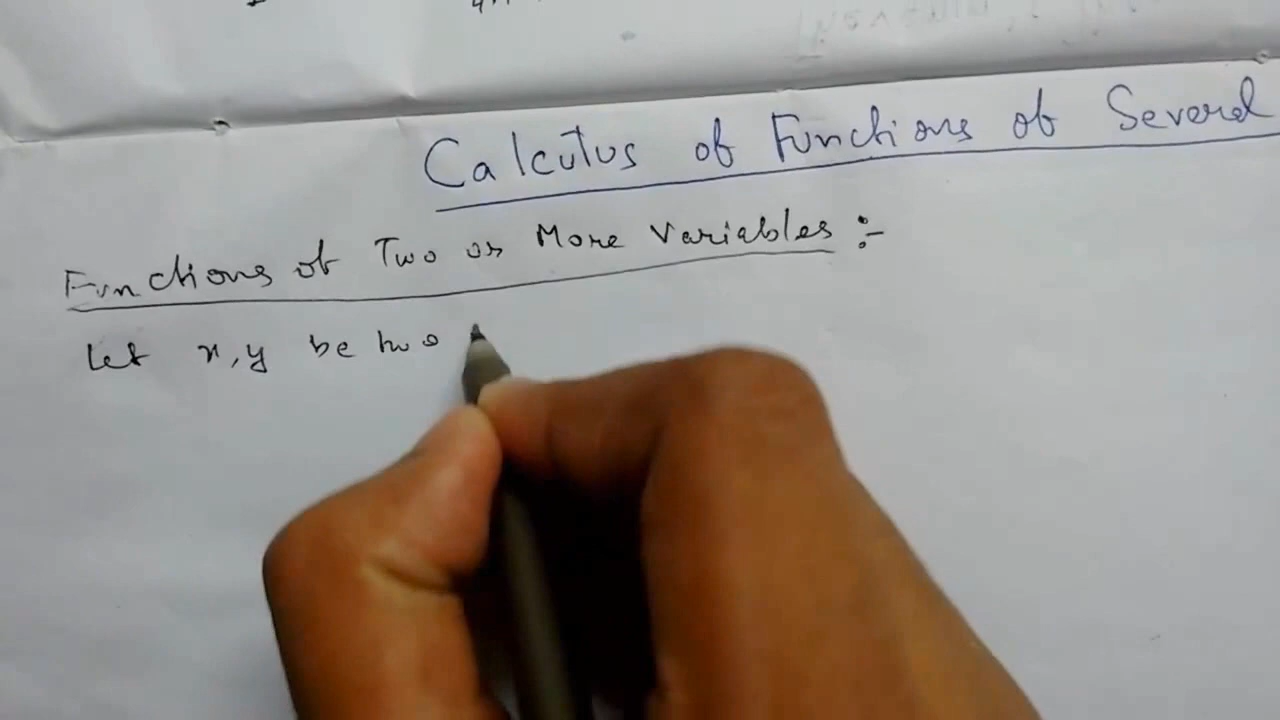 Calculus of Functions of Several
Functions of Two or More Variables :-
Let x, y be two